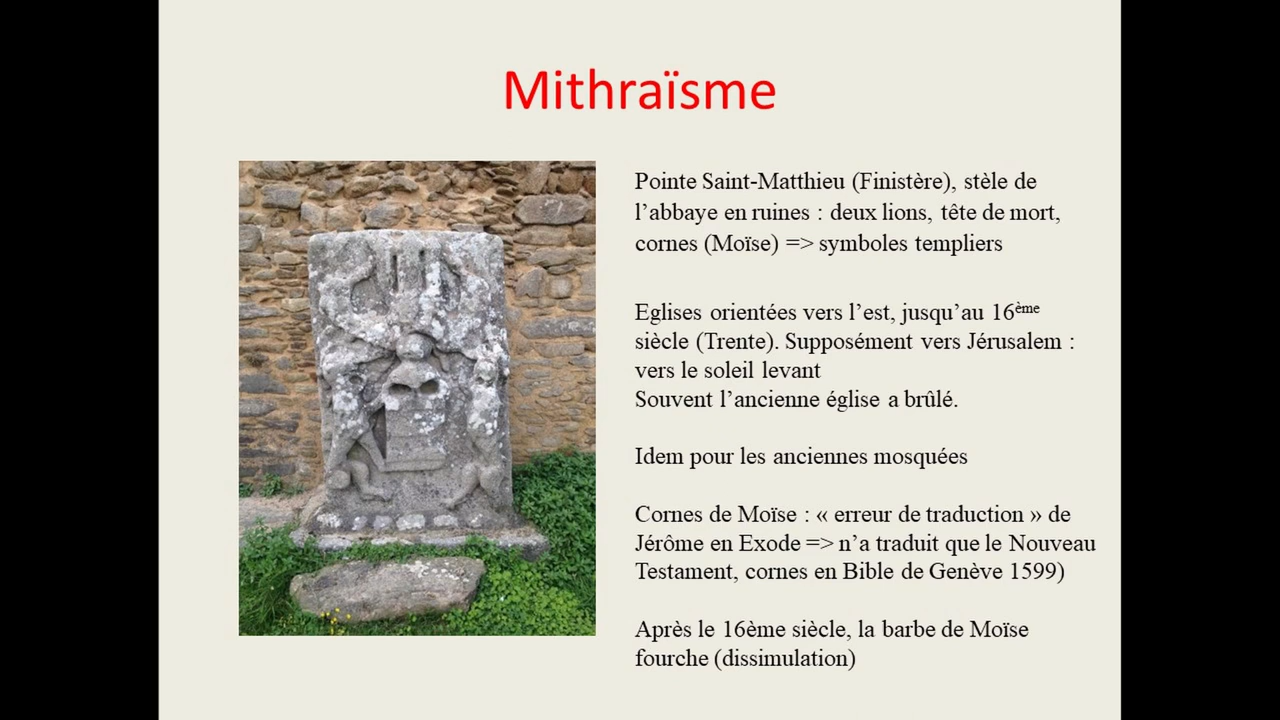 Mithraïsme
Pointe Saint-Matthieu (Finistère), stèle de
l’abbaye en ruines : deux lions, tête de mort,
cornes (Moïse) => symboles templiers
Eglises orientées vers l’est, jusqu’au 16ème
siècle (Trente). Supposément vers Jérusalem :
vers le soleil levant
Souvent l’ancienne église a brûlé.
Idem pour les anciennes mosquées
Cornes de Moïse : « erreur de traduction » de
Jérôme en Exode => n’a traduit que le Nouveau
Testament, cornes en Bible de Genève 1599)
Après le 16ème siècle, la barbe de Moïse
fourche (dissimulation)